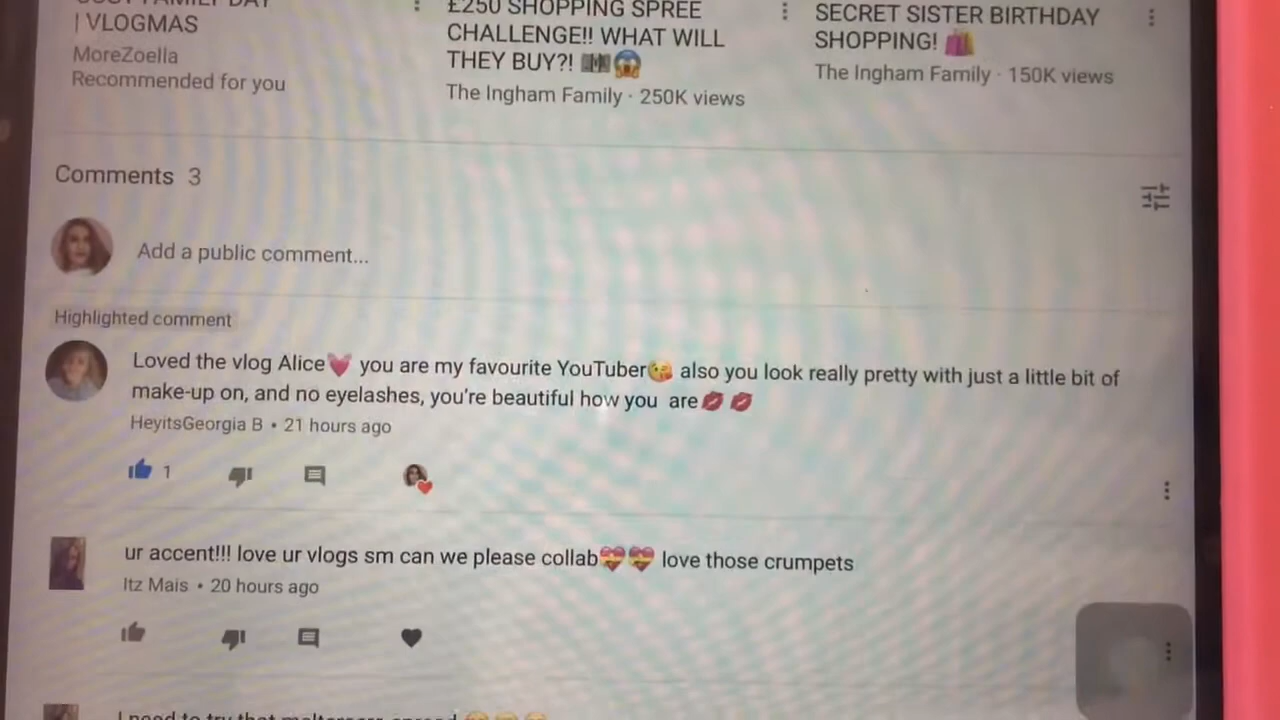 | VLOGMAS
MoreZoella
Recommended for you
£250 SHOPPING SPREE
CHALLENGE!! WHAT WILL
THEY BUY?! 😱
The Ingham Family · 250K views
SECRET SISTER BIRTHDAY
SHOPPING! 🛍️
The Ingham Family · 150K views
Comments 3
Add a public comment...
Highlighted comment
Loved the vlog Alice💓 you are my favourite YouTuber😘 also you look really pretty with just a little bit of
make-up on, and no eyelashes, you're beautiful how you are💋 💋
HeyitsGeorgia B • 21 hours ago
1
ur accent!!! love ur vlogs sm can we please collab💝💝 love those crumpets
Itz Mais • 20 hours ago
I need to try that